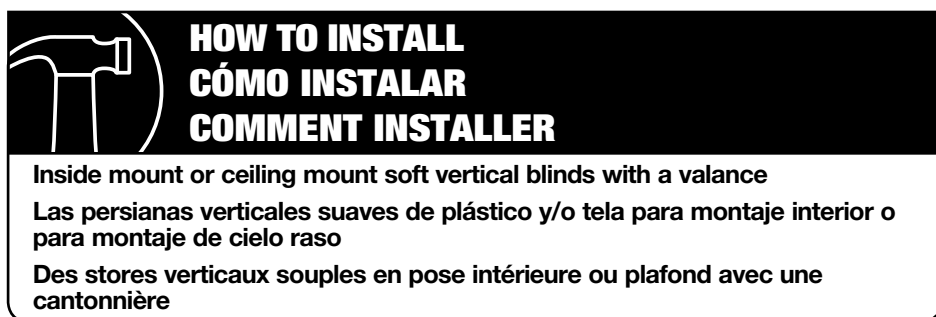 HOW TO INSTALL
CÓMO INSTALAR
COMMENT INSTALLER
Inside mount or ceiling mount soft vertical blinds with a valance
Las persianas verticales suaves de plástico y/o tela para montaje interior o
para montaje de cielo raso
Des stores verticaux souples en pose intérieure ou plafond avec une
cantonnière